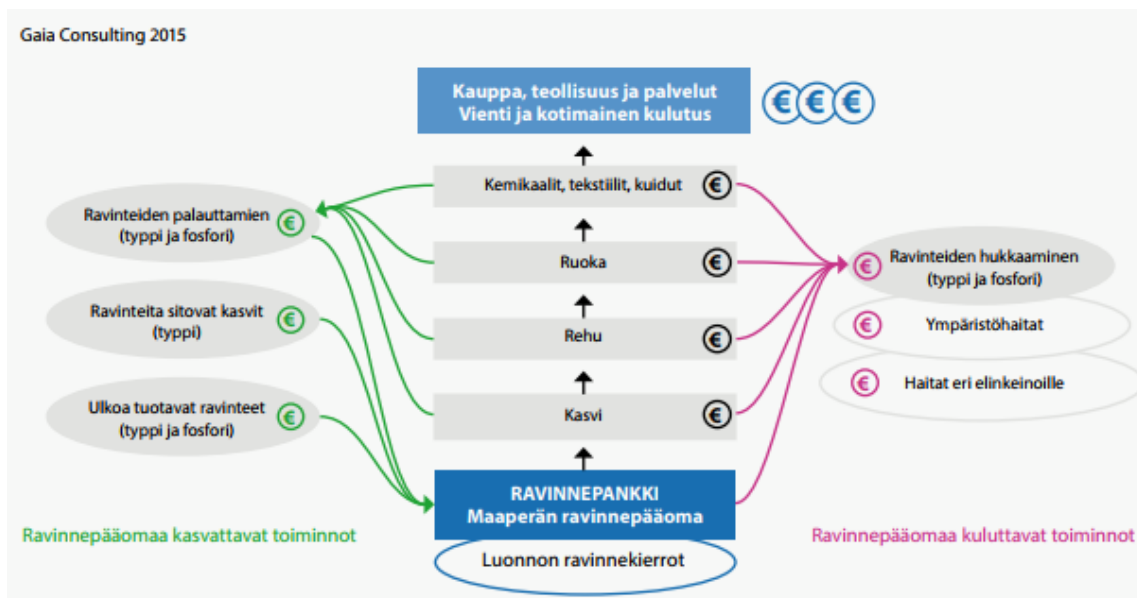 Gaia Consulting 2015
Kauppa, teollisuus ja palvelut
Vienti ja kotimainen kulutus
€€€
Kemikaalit, tekstiilit, kuidut €
Ruoka €
Rehu €
Kasvi €
RAVINNEPANKKI
Maaperän ravinnepääoma
Luonnon ravinnekierrot
Ravinteiden palauttamien
(typpi ja fosfori) €
Ravinteita sitovat kasvit
(typpi) €
Ulkoa tuotavat ravinteet
(typpi ja fosfori) €
Ravinnepääomaa kasvattavat toiminnot
€ Ravinteiden hukkaaminen
(typpi ja fosfori)
€ Ympäristöhaitat
€ Haitat eri elinkeinoille
Ravinnepääomaa kuluttavat toiminnot